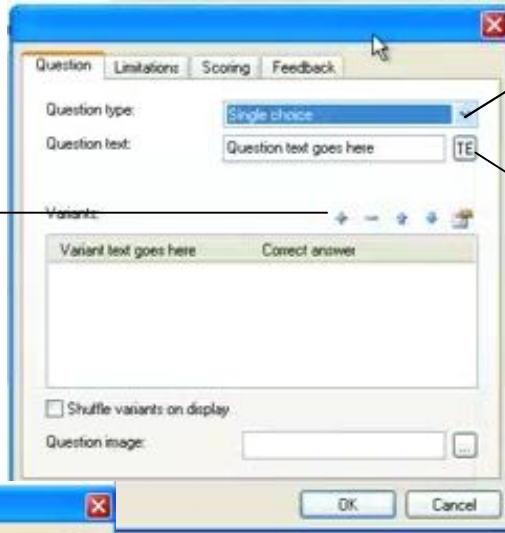 Question Limitations Scoring Feedback
Question type: Single choice
Question text: Question text goes here TE
Variants:
Variant text goes here Correct answer
Shuffle variants on display
Question image: ...
OK Cancel